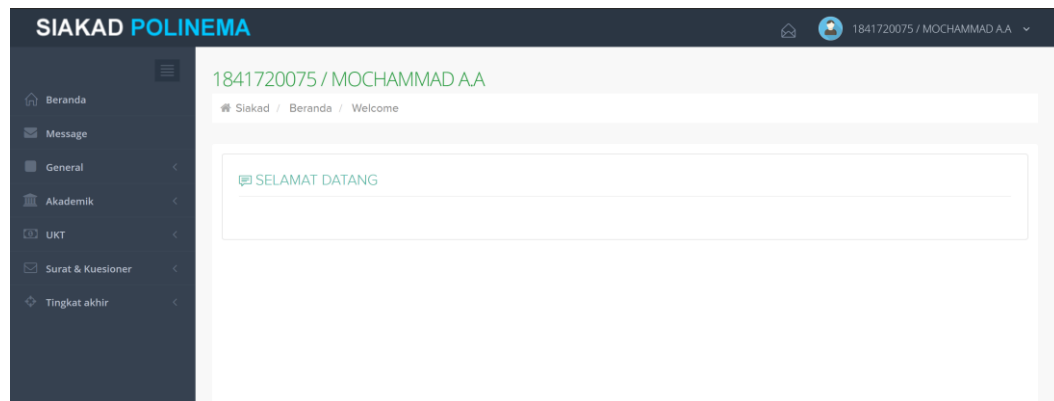 SIAKAD POLINEMA
1841720075 / MOCHAMMAD A.A
Beranda
Message
General
Akademik
UKT
Surat & Kuesioner
Tingkat akhir
1841720075 / MOCHAMMAD A.A
Siakad / Beranda / Welcome
SELAMAT DATANG